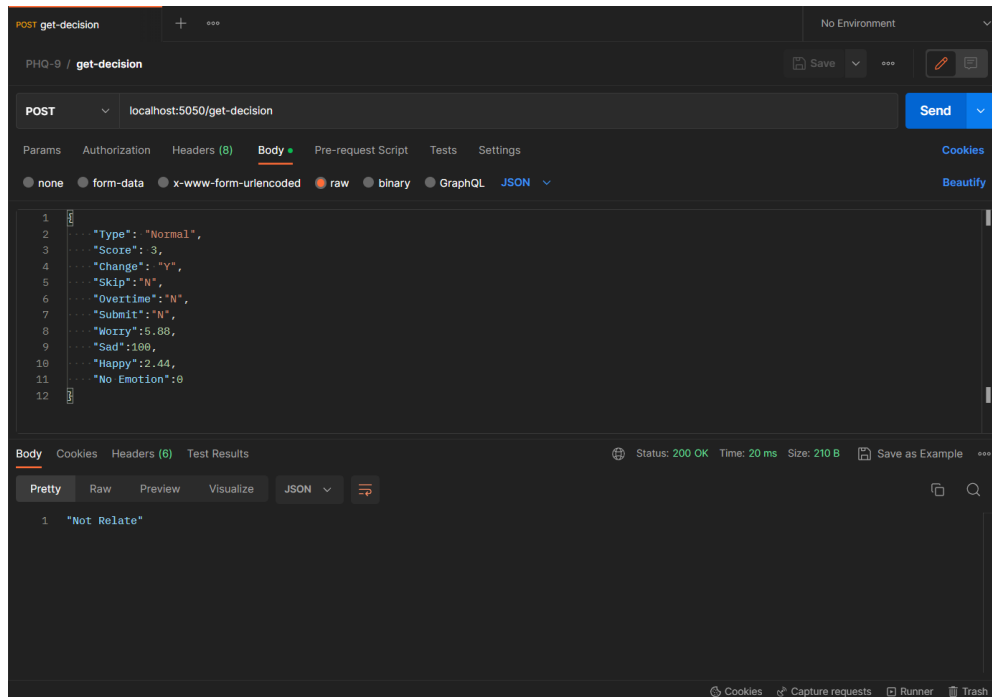 POST get-decision + ooo No Environment
PHQ-9 / get-decision Save ooo
POST localhost:5050/get-decision Send
Params Authorization Headers (8) Body Pre-request Script Tests Settings Cookies
none form-data x-www-form-urlencoded raw binary GraphQL JSON Beautify
1 {
2 "Type": "Normal",
3 "Score": 3,
4 "Change": "Y",
5 "Skip":"N",
6 "Overtime":"N",
7 "Submit":"N",
8 "Worry":5.88,
9 "Sad":100,
10 "Happy":2.44,
11 "No Emotion":0
12 }
Body Cookies Headers (6) Test Results Status: 200 OK Time: 20 ms Size: 210 B Save as Example ooo
Pretty Raw Preview Visualize JSON
1 "Not Relate"
Cookies Capture requests Runner Trash